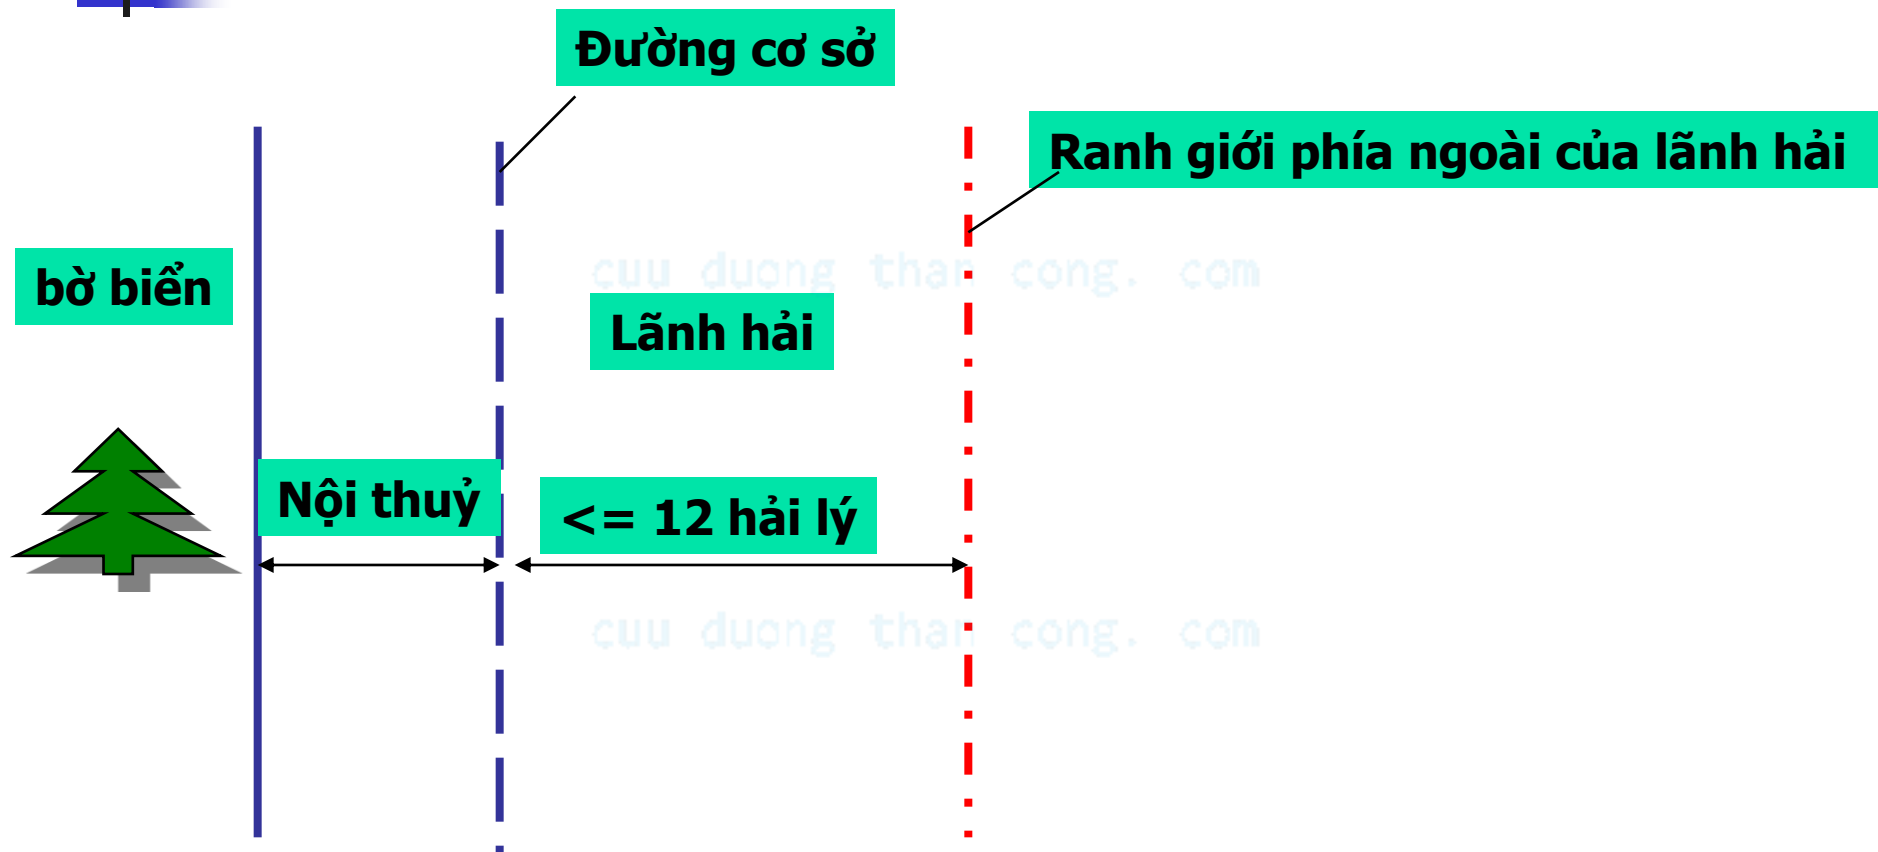 Đường cơ sở
Ranh giới phía ngoài của lãnh hải
cuu duong than cong. com
bờ biển
Lãnh hải
Nội thuỷ
<= 12 hải lý
cuu duong than cong. com